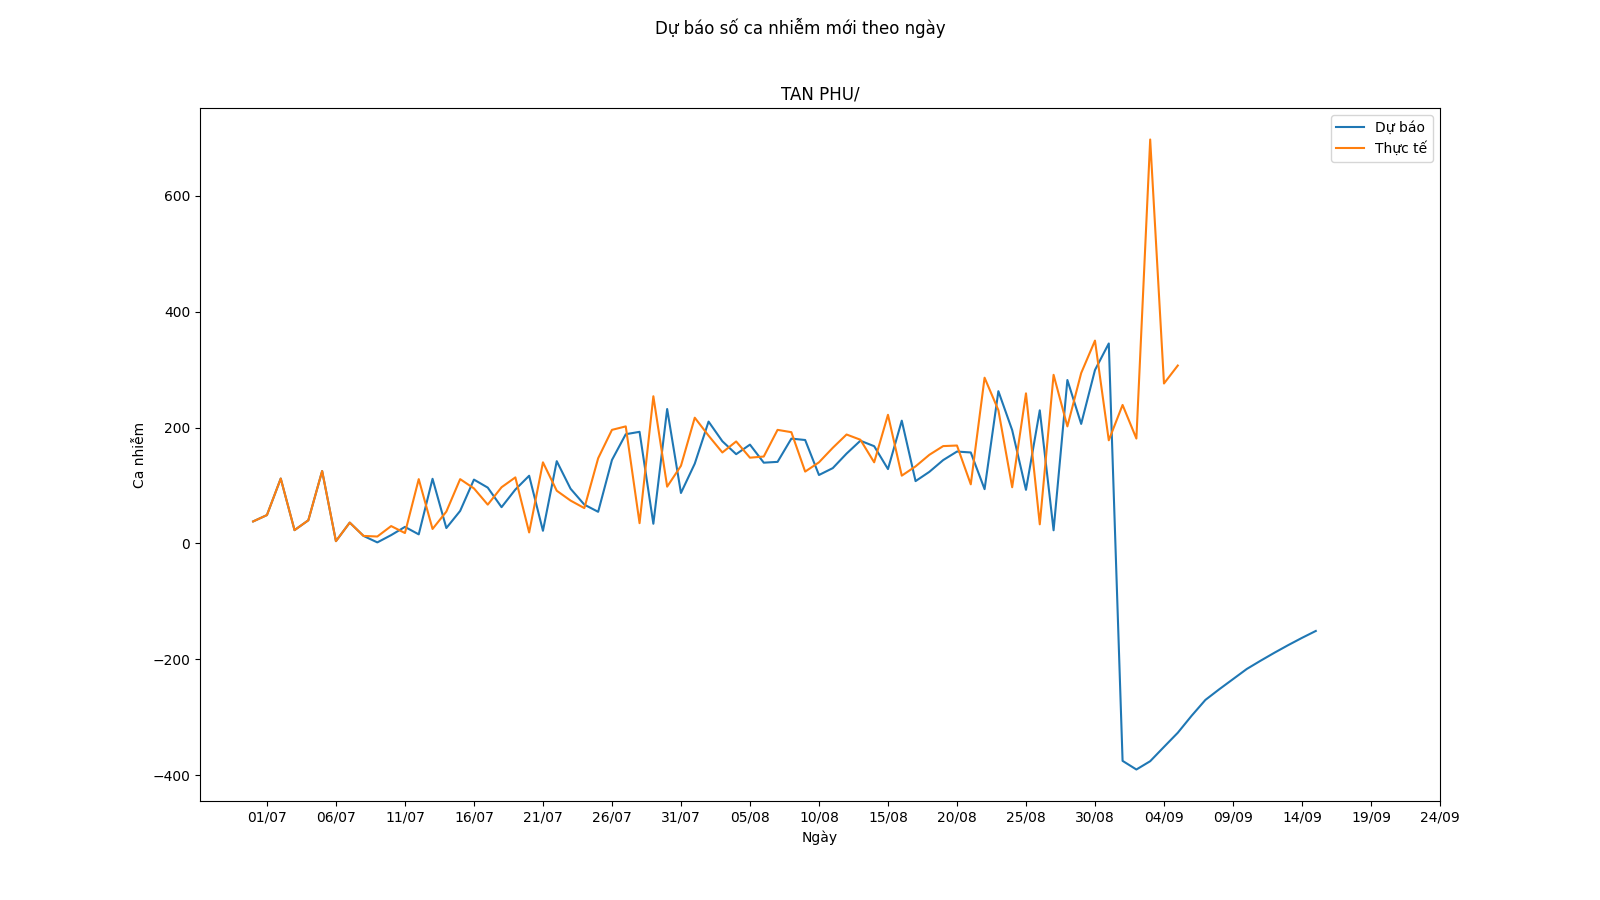 Dự báo số ca nhiễm mới theo ngày
TAN PHU/
Dự báo
Thực tế
600
400
200
0
−200
−400
Ca nhiễm
01/07 06/07 11/07 16/07 21/07 26/07 31/07 05/08 10/08 15/08 20/08 25/08 30/08 04/09 09/09 14/09 19/09 24/09
Ngày